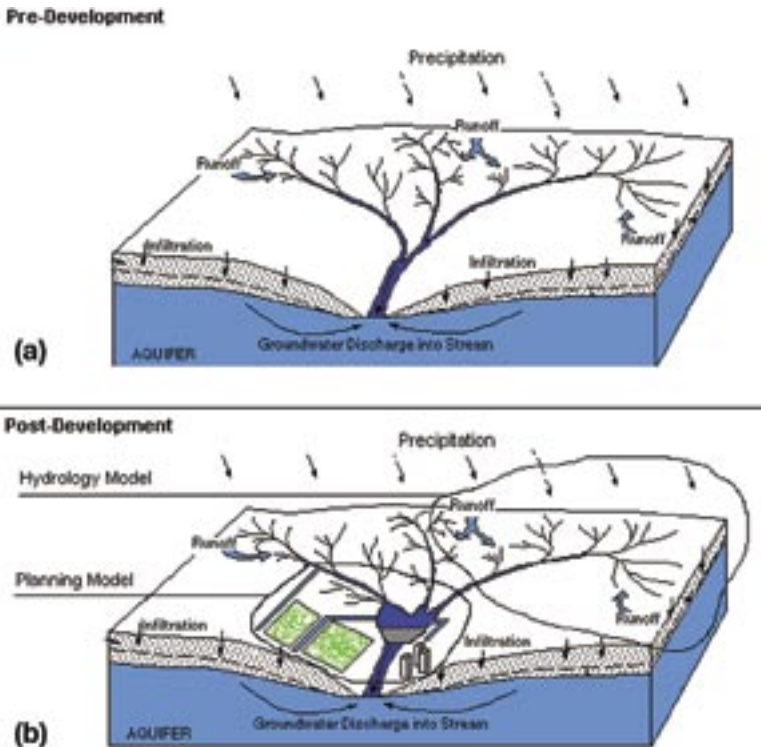 Pre-Development
Precipitation
Runoff
Runoff
Runoff
Infiltration
Infiltration
Groundwater Discharge into Stream
AQUIFER
(a)
Post-Development
Precipitation
Hydrology Model
Runoff
Runoff
Planning Model
Runoff
Infiltration
Infiltration
Groundwater Discharge into Stream
AQUIFER
(b)